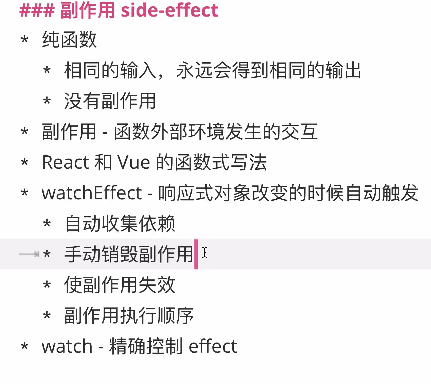 ### 副作用 side-effect
* 纯函数
* 相同的输入，永远会得到相同的输出
* 没有副作用
* 副作用 - 函数外部环境发生的交互
* React 和 Vue 的函数式写法
* watchEffect - 响应式对象改变的时候自动触发
* 自动收集依赖
* 手动销毁副作用
* 使副作用失效
* 副作用执行顺序
* watch - 精确控制 effect